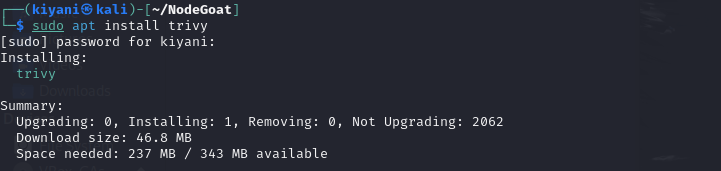 ┌──(kiyani㉿kali)-[~/NodeGoat]
└─$ sudo apt install trivy
[sudo] password for kiyani:
Installing:
  trivy
Downloads
Summary:
  Upgrading: 0, Installing: 1, Removing: 0, Not Upgrading: 2062
  Download size: 46.8 MB
  Space needed: 237 MB / 343 MB available